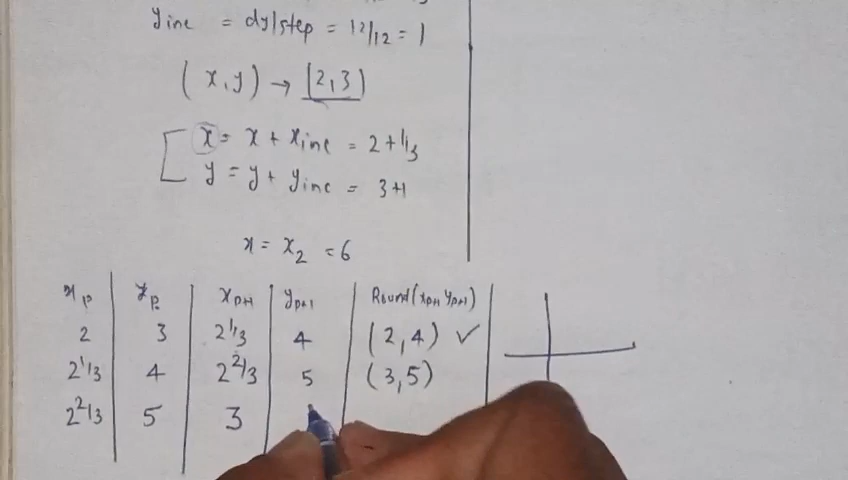 yinc = dy/step = 12/12 = 1
(x,y) → (2,3)
x = x + xinc = 2+1/3
y = y + yinc = 3+1
x = x2 = 6
xp yp xp+1 yp+1 Round(xp+1 yp+1)
2 3 2 1/3 4 (2,4) ✓
2 1/3 4 2 2/3 5 (3,5)
2 2/3 5 3